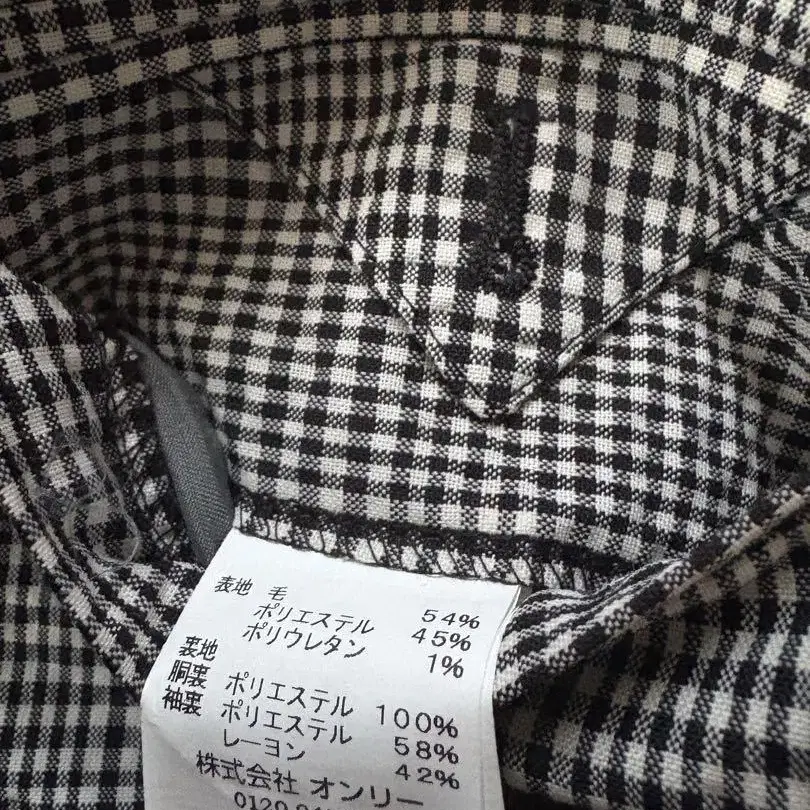 表地 毛 54%
ポリエステル 45%
ポリウレタン 1%
裏地
胴裏 ポリエステル 100%
袖裏 ポリエステル 58%
レーヨン 42%
株式会社 オンリー
0120